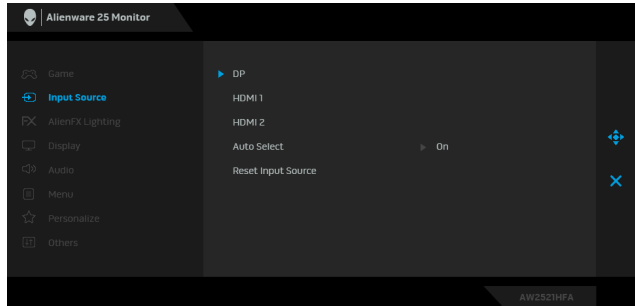 Alienware 25 Monitor
Game
Input Source
AlienFX Lighting
Display
Audio
Menu
Personalize
Others
DP
HDMI 1
HDMI 2
Auto Select On
Reset Input Source
AW2521HFA